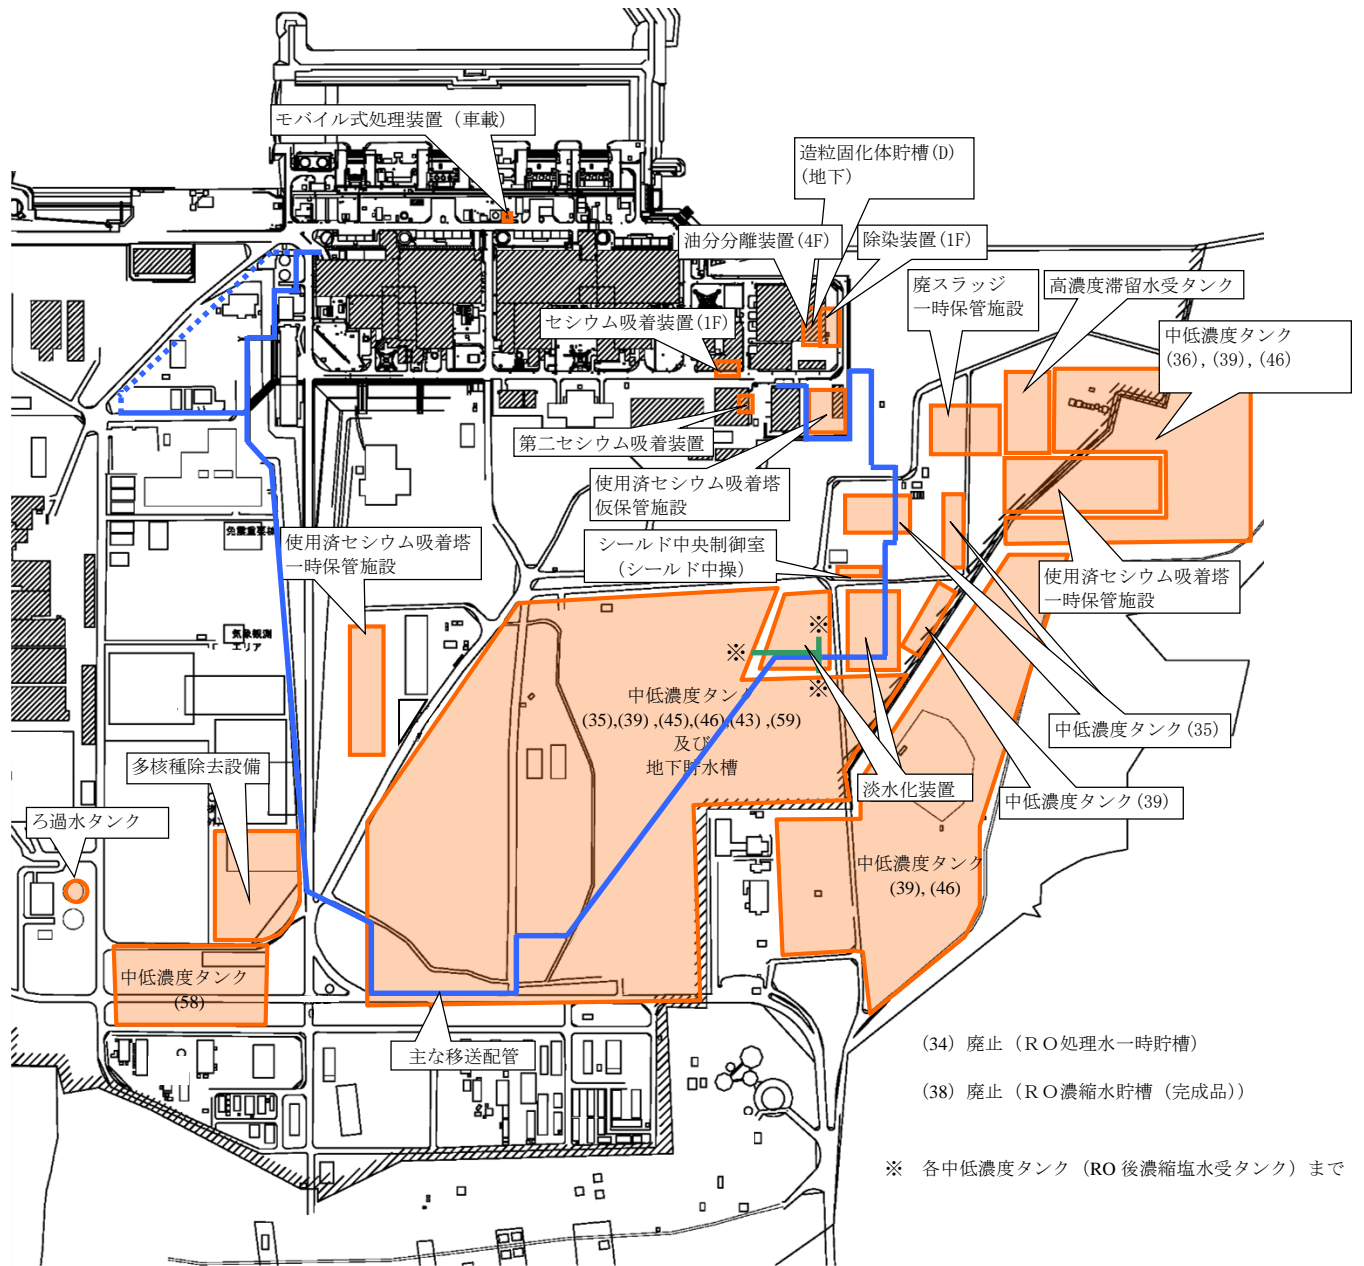 モバイル式処理装置（車載）
造粒固化体貯槽(D)
(地下)
油分分離装置(4F)
除染装置(1F)
廃スラッジ
一時保管施設
高濃度滞留水受タンク
中低濃度タンク
(36),(39),(46)
セシウム吸着装置(1F)
第二セシウム吸着装置
使用済セシウム吸着塔
仮保管施設
免震重要棟
使用済セシウム吸着塔
一時保管施設
シールド中央制御室
（シールド中操）
使用済セシウム吸着塔
一時保管施設
気象観測
エリア
※
※
※
中低濃度タンク
(35),(39),(45),(46),(43),(59)
及び
地下貯水槽
中低濃度タンク(35)
多核種除去設備
淡水化装置
中低濃度タンク(39)
ろ過水タンク
中低濃度タンク
(39), (46)
中低濃度タンク
(58)
主な移送配管
(34) 廃止（ＲＯ処理水一時貯槽）
(38) 廃止（ＲＯ濃縮水貯槽（完成品））
※ 各中低濃度タンク（RO 後濃縮塩水受タンク）まで